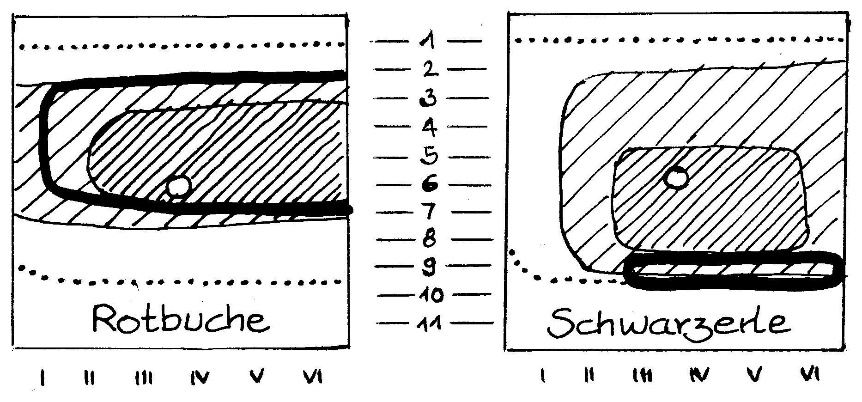 1
2
3
4
5
6
7
8
9
10
11
Rotbuche
Schwarzerle
I II III IV V VI
I II III IV V VI